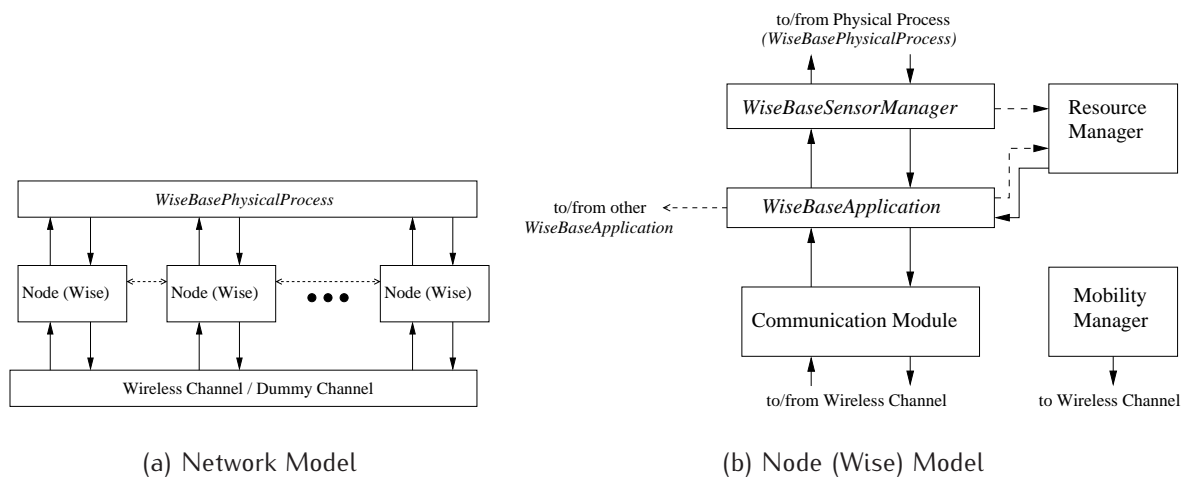 WiseBasePhysicalProcess
Node (Wise)
Node (Wise)
Node (Wise)
Wireless Channel / Dummy Channel
(a) Network Model
to/from Physical Process
(WiseBasePhysicalProcess)
WiseBaseSensorManager
Resource
Manager
to/from other
WiseBaseApplication
WiseBaseApplication
Communication Module
Mobility
Manager
to/from Wireless Channel
to Wireless Channel
(b) Node (Wise) Model